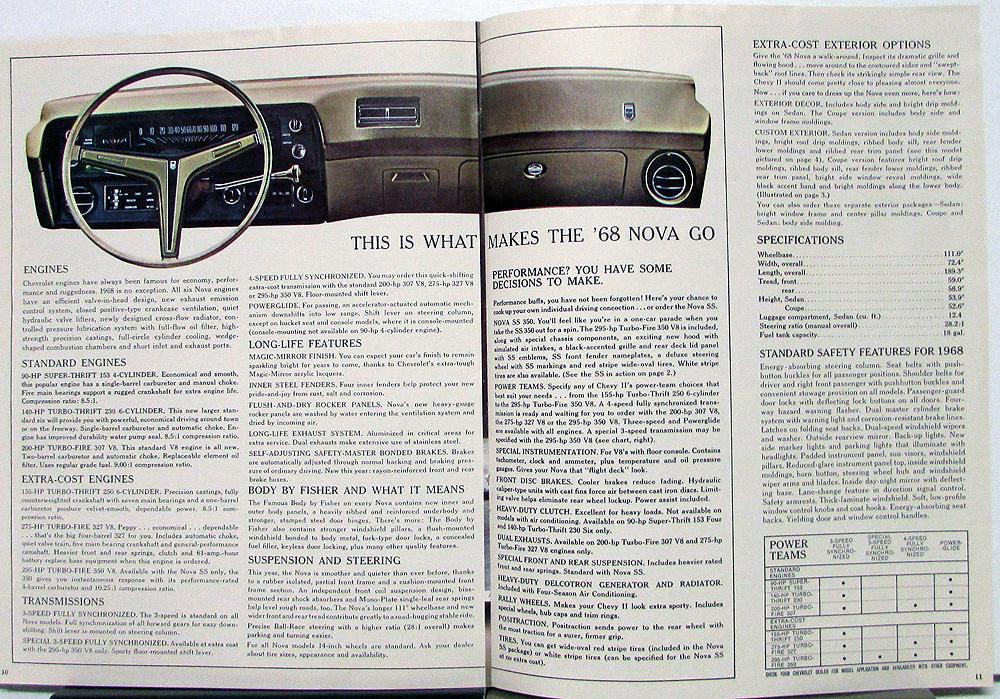 THIS IS WHAT MAKES THE '68 NOVA GO
ENGINES
Chevrolet engines have always been famous for economy, perfor-
mance and long life. 1968 is no exception. All six Nova engines
have an efficient valve-in-head design, new exhaust emission
control system, closed positive-type crankcase ventilation, quiet
hydraulic valve lifters, newly designed cross-flow radiator, con-
trolled pressure lubrication system with full-flow oil filter, high-
strength precision castings, full-circle cylinder cooling, wedge-
shaped combustion chambers and short inlet and exhaust ports.
STANDARD ENGINES
90-HP SUPER-THRIFT 153 4-CYLINDER. Economical and smooth,
this popular engine has a single-barrel carburetor and manual choke.
Five main bearings support a rugged crankshaft for extra engine life.
Compression ratio: 8.5:1.
140-HP TURBO-THRIFT 230 6-CYLINDER. This new larger stan-
dard six will provide you with powerful, economical driving around town
or on the freeway. Single-barrel carburetor and automatic choke. En-
gine has improved durability water pump seal. 8.5:1 compression ratio.
200-HP TURBO-FIRE 307 V8. This standard V8 engine is all new.
Two-barrel carburetor and automatic choke. Replaceable element oil
filter. Uses regular grade fuel. 9.00:1 compression ratio.
EXTRA-COST ENGINES
155-HP TURBO-THRIFT 250 6-CYLINDER. Precision castings, fully
counterweighted crankshaft with seven main bearings and a one-barrel
carburetor produce velvet-smooth, dependable power. 8.5:1 com-
pression ratio.
275-HP TURBO-FIRE 327 V8. Peppy . . . economical . . . dependable
. . . that's the big four-barrel 327 for you. Includes automatic choke,
quiet valve train, five main bearing crankshaft and general-performance
camshaft. Heavier front and rear springs, clutch and 61-amp.-hour
battery replace base equipment when this engine is ordered.
295-HP TURBO-FIRE 350 V8. Available with the Nova SS only, the
350 gives you instantaneous response with its performance-rated
4-barrel carburetor and 10.25:1 compression ratio.
TRANSMISSIONS
3-SPEED FULLY SYNCHRONIZED. The 3-speed is standard on all
Nova models. Full synchronization of all forward gears for easy down-
shifting. Shift lever is mounted on steering column.
SPECIAL 3-SPEED FULLY SYNCHRONIZED. Available at extra cost
with the 295-hp 350 V8 only. Sporty floor-mounted shift lever.
10
4-SPEED FULLY SYNCHRONIZED. You may order this quick-shifting
extra-cost transmission with the standard 200-hp 307 V8, 275-hp 327 V8
or 295-hp 350 V8. Floor-mounted shift lever.
POWERGLIDE. For passing, an accelerator-actuated automatic mech-
anism downshifts into low range. Shift lever on steering column,
except on bucket seat and console models, where it is console-mounted
(console-mounting not available on 90-hp 4-cylinder engine).
LONG-LIFE FEATURES
MAGIC-MIRROR FINISH. You can expect your car's finish to remain
sparkling bright for years to come, thanks to Chevrolet's extra-tough
Magic-Mirror acrylic lacquers.
INNER STEEL FENDERS. Four inner fenders help protect your new
pride-and-joy from rust, salt and corrosion.
FLUSH-AND-DRY ROCKER PANELS. Nova's new heavy-gauge
rocker panels are washed by water entering the ventilation system and
dried by incoming air.
LONG-LIFE EXHAUST SYSTEM. Aluminized in critical areas for
extra service. Dual exhausts make extensive use of stainless steel.
SELF-ADJUSTING SAFETY-MASTER BONDED BRAKES. Brakes
are automatically adjusted through normal backing and braking pres-
sure of ordinary driving. New this year: rayon-reinforced front and rear
brake hoses.
BODY BY FISHER AND WHAT IT MEANS
The Famous Body by Fisher every Nova contains new inner and
outer body panels, a heavily ribbed and reinforced underbody and
stronger, stamped steel door hinges. There's more: The Body by
Fisher also contains stronger windshield pillars, a flush-mounted
windshield bonded to metal body, fork-type door locks, a concealed
fuel filler, keyless door locking, plus many other quality features.
SUSPENSION AND STEERING
This year, the Nova is smoother and quieter than ever before, thanks
to a rubber isolated, partial front frame and a cushion-mounted front
frame section. An independent front coil suspension design, bias-
mounted rear shock absorbers and Mono-Plate single-leaf rear springs
help level rough roads, too. The Nova's longer 111" wheelbase and new
wider front and rear tread contribute greatly to a road-hugging stable ride.
Precise Ball-Race steering with a higher ratio (28:1 overall) makes
parking and turning easier.
For all Nova models 14-inch wheels are standard. Ask your dealer
about tire sizes, appearance and availability.
PERFORMANCE? YOU HAVE SOME
DECISIONS TO MAKE.
Performance buffs, you have not been forgotten! Here's your chance to
cook up your own individual driving concoction . . . or order the Nova SS.
NOVA SS 350. You'll feel like you're in a one-car parade when you
take the SS 350 out for a spin. The 295-hp Turbo-Fire 350 V8 is included,
along with special chassis components, an exciting new hood with
simulated air intakes, a black-accented grille and rear deck lid panel
with SS emblems, SS front fender nameplates, a deluxe steering
wheel with SS markings and red stripe wide-oval tires. White stripe
tires are also available. (See the SS in action on page 2.)
POWER TEAMS. Specify any of Chevy II's power-team choices that
best suit your needs . . . from the 155-hp Turbo-Thrift 250 6-cylinder
to the 295-hp Turbo-Fire 350 V8. A 4-speed fully synchronized trans-
mission is ready and waiting for you to order with the 200-hp 307 V8,
the 275-hp 327 V8 or the 295-hp 350 V8. Three-speed and Powerglide
are available with all engines. A special 3-speed transmission may be
specified with the 295-hp 350 V8 (see chart, right).
SPECIAL INSTRUMENTATION. For V8's with floor console. Contains
tachometer, clock and ammeter, plus temperature and oil pressure
gauges. Gives your Nova that "flight deck" look.
FRONT DISC BRAKES. Cooler brakes reduce fading. Hydraulic
caliper-type units with cast fins force air between cast iron discs. Limit-
ing valve helps eliminate rear wheel lockup. Power assist included.
HEAVY-DUTY CLUTCH. Excellent for heavy loads. Not available on
models with air conditioning. Available on 90-hp Super-Thrift 153 Four
and 140-hp Turbo-Thrift 230 Six only.
DUAL EXHAUSTS. Available on 200-hp Turbo-Fire 307 V8 and 275-hp
Turbo-Fire 327 V8 engines only.
SPECIAL FRONT AND REAR SUSPENSION. Includes heavier rated
front and rear springs. Standard with Nova SS.
HEAVY-DUTY DELCOTRON GENERATOR AND RADIATOR.
Included with Four-Season Air Conditioning.
RALLY WHEELS. Makes your Chevy II look extra sporty. Includes
special wheels, hub caps and trim rings.
POSITRACTION. Positraction sends power to the rear wheel with
the most traction for a surer, firmer grip.
TIRES. You can get wide-oval red stripe tires (included in the Nova
SS package) or white stripe tires (can be specified for the Nova SS
at no extra cost).
EXTRA-COST EXTERIOR OPTIONS
Give the '68 Nova a walk-around. Inspect its dramatic grille and
flowing hood . . . move around to the contoured sides and "swept-
back" roof lines. Then check its strikingly simple rear view. The
Chevy II should come pretty close to pleasing almost everyone.
Now . . . if you care to dress up the Nova even more, here's how:
EXTERIOR DECOR. Includes body side and bright drip mold-
ings on Sedan. The Coupe version includes body side and
window frame moldings.
CUSTOM EXTERIOR. Sedan version includes body side mold-
ings, bright roof drip moldings, ribbed body sill, rear fender
lower moldings and ribbed rear trim panel (see this model
pictured on page 4). Coupe version features bright roof drip
moldings, ribbed body sill, rear fender lower moldings, ribbed
rear trim panel, bright side window reveal moldings, wide
black accent band and bright moldings along the lower body.
(Illustrated on page 3.)
You can also order these separate exterior packages—Sedan:
bright window frame and center pillar moldings. Coupe and
Sedan: body side molding.
SPECIFICATIONS
Wheelbase 111.0"
Width, overall 72.4"
Length, overall 189.3"
Tread, front 59.0"
rear 58.9"
Height, Sedan 53.9"
Coupe 52.6"
Luggage compartment, Sedan (cu. ft.) 12.4
Steering ratio (manual overall) 28.2:1
Fuel tank capacity 18 gal.
STANDARD SAFETY FEATURES FOR 1968
Energy-absorbing steering column. Seat belts with push-
button buckles for all passenger positions. Shoulder belts for
driver and right front passenger with pushbutton buckles and
convenient stowage provision on all models. Passenger-guard
door locks with deflecting lock buttons on all doors. Four-
way hazard warning flasher. Dual master cylinder brake
system with warning light and corrosion-resistant brake lines.
Latches on folding seat backs. Dual-speed windshield wipers
and washer. Outside rearview mirror. Back-up lights. New
side marker lights and parking lights that illuminate with
headlights. Padded instrument panel, sun visors, windshield
pillars. Reduced-glare instrument panel top, inside windshield
moldings, horn button, steering wheel hub and windshield
wiper arms and blades. Inside day-night mirror with deflect-
ing base. Lane-change feature in direction signal control.
Safety armrests. Thick-laminate windshield. Soft, low-profile
window control knobs and coat hooks. Energy-absorbing seat
backs. Yielding door and window control handles.
POWER TEAMS
3-SPEED FULLY SYNCHRO-NIZED
SPECIAL 3-SPEED FULLY SYNCHRO-NIZED
4-SPEED FULLY SYNCHRO-NIZED
POWER-GLIDE
STANDARD ENGINES
90-HP SUPER-THRIFT 153
140-HP TURBO-THRIFT 230
200-HP TURBO-FIRE 307
EXTRA-COST ENGINES
155-HP TURBO-THRIFT 250
275-HP TURBO-FIRE 327
295-HP TURBO-FIRE 350
CHECK YOUR CHEVROLET DEALER FOR MODEL APPLICATION AND AVAILABILITY WITH OTHER EQUIPMENT.
11